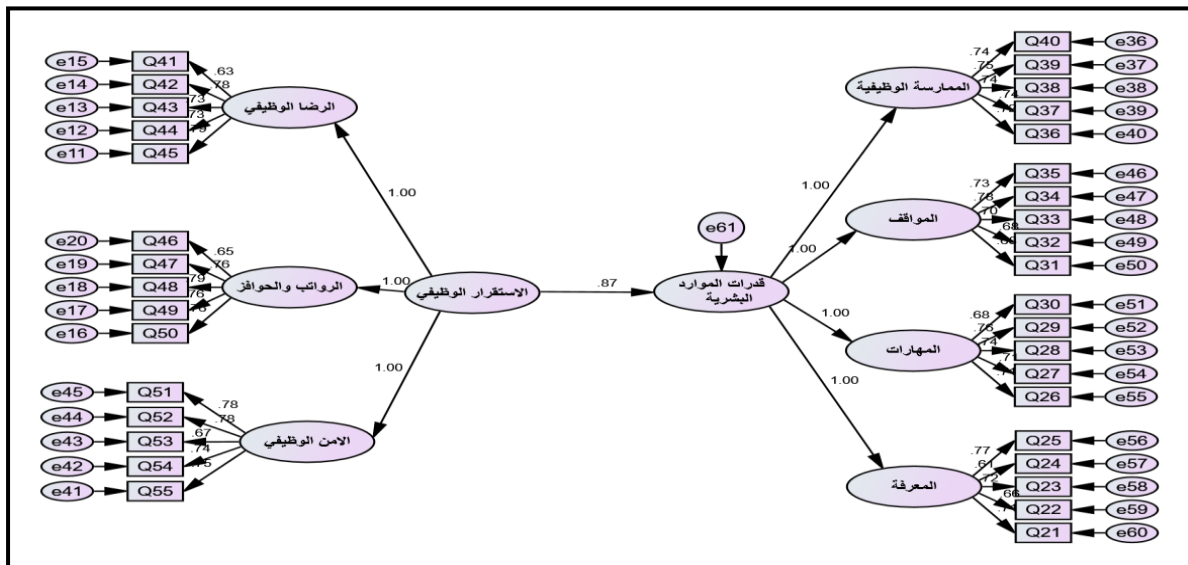 e15 Q41 .63
e14 Q42 .78
e13 Q43 .73
e12 Q44 .73
e11 Q45 .79
الرضا الوظيفي
1.00
e20 Q46 .65
e19 Q47 .76
e18 Q48 .79
e17 Q49 .76
e16 Q50
الرواتب والحوافز
1.00
e45 Q51 .78
e44 Q52 .78
e43 Q53 .67
e42 Q54 .74
e41 Q55 .75
الامن الوظيفي
1.00
الاستقرار الوظيفي
.87
e61
قدرات الموارد
البشرية
1.00
الممارسة الوظيفية
.74 Q40 e36
.75 Q39 e37
.74 Q38 e38
.74 Q37 e39
Q36 e40
1.00
المواقف
.73 Q35 e46
.78 Q34 e47
.70 Q33 e48
.68 Q32 e49
Q31 e50
1.00
المهارات
.68 Q30 e51
Q29 e52
.74 Q28 e53
Q27 e54
Q26 e55
1.00
المعرفة
.77 Q25 e56
.61 Q24 e57
.72 Q23 e58
.66 Q22 e59
Q21 e60